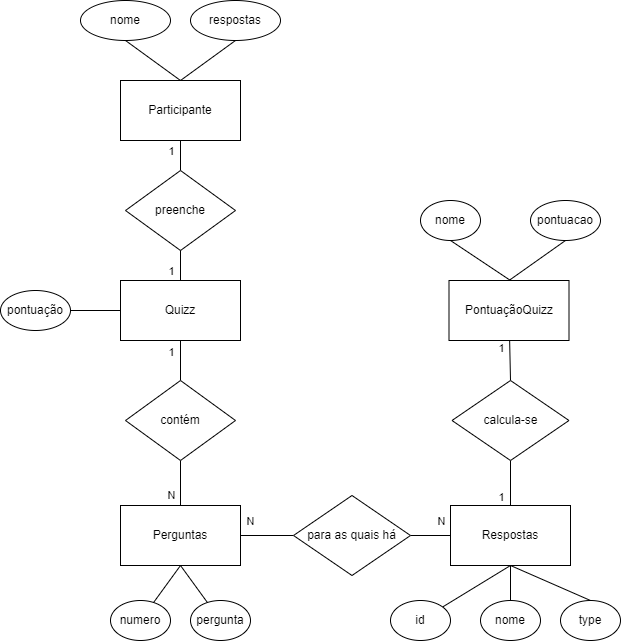 nome
respostas
Participante
1
preenche
1
nome
pontuacao
pontuação
Quizz
PontuaçãoQuizz
1
1
contém
calcula-se
N
1
Perguntas
N
para as quais há
N
Respostas
numero
pergunta
id
nome
type